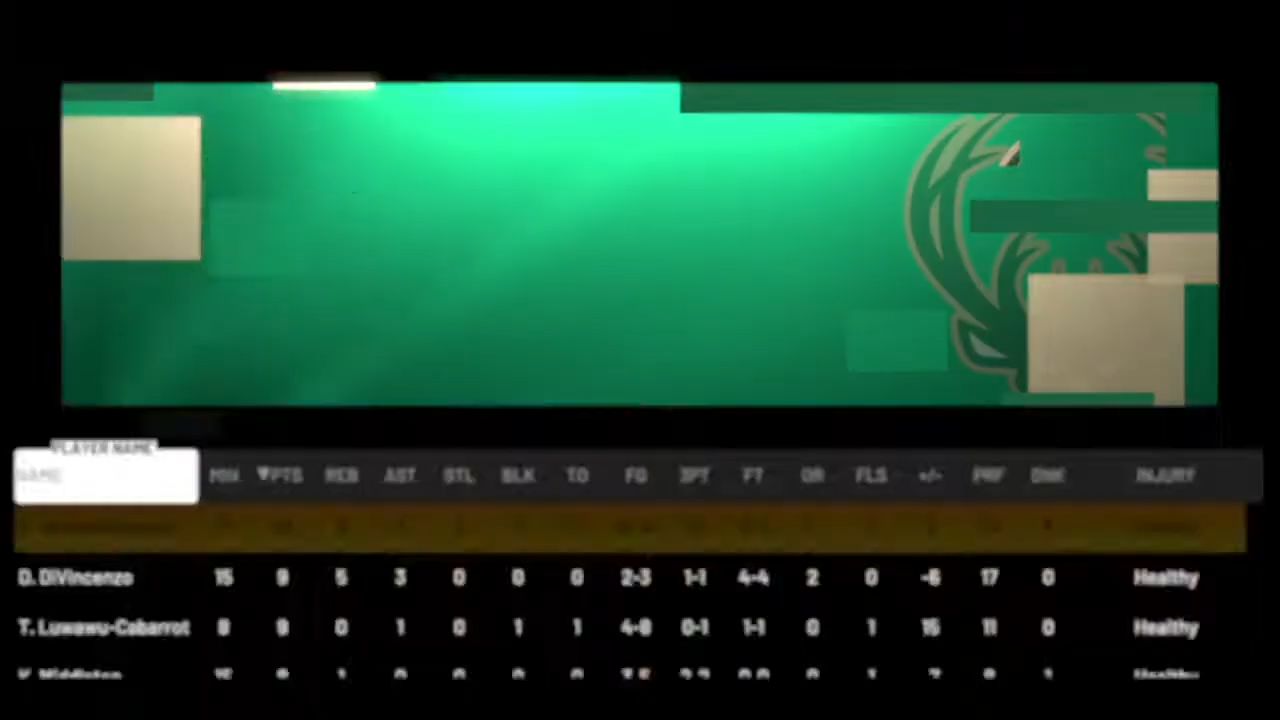 PLAYER NAME
NAME MIN ▼PTS REB AST STL BLK TO FG 3PT FT OR FLS +/- PRF DNK INJURY
D. DiVincenzo 15 9 5 3 0 0 0 2-3 1-1 4-4 2 0 -6 17 0 Healthy
T. Luwawu-Cabarrot 8 9 0 1 0 1 1 4-8 0-1 1-1 0 1 15 11 0 Healthy
K. Middleton